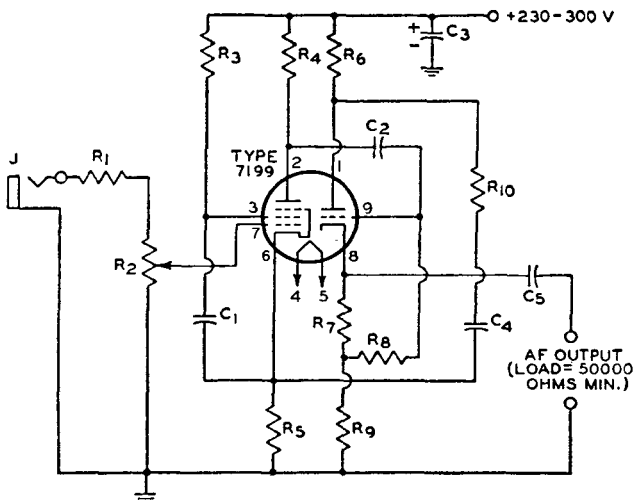 +230-300 V
R3
R4
R6
+
-
C3
J
R1
TYPE
7199
2
1
C2
R10
3
7
9
R2
6
8
4
5
C1
R7
R8
C5
C4
AF OUTPUT
(LOAD=50000
OHMS MIN.)
R5
R9